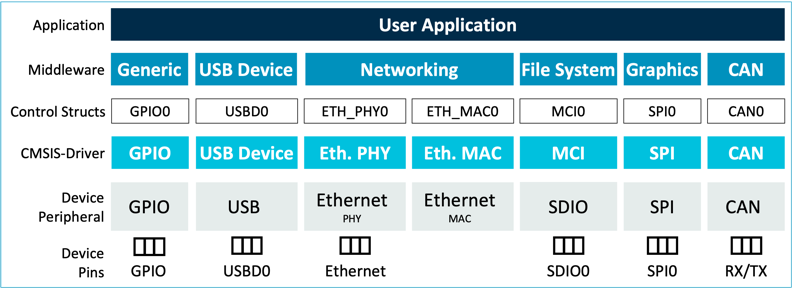 Application User Application
Middleware Generic USB Device Networking File System Graphics CAN
Control Structs GPIO0 USBD0 ETH_PHY0 ETH_MAC0 MCI0 SPI0 CAN0
CMSIS-Driver GPIO USB Device Eth. PHY Eth. MAC MCI SPI CAN
Device
Peripheral
GPIO USB Ethernet Ethernet SDIO SPI CAN
PHY MAC
Device
Pins
GPIO USBD0 Ethernet SDIO0 SPI0 RX/TX